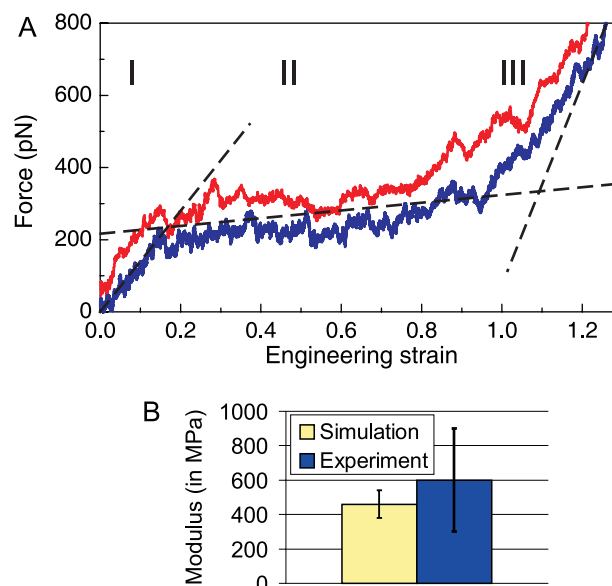 A
800
600
400
200
0
Force (pN)
I II III
0.0 0.2 0.4 0.6 0.8 1.0 1.2
Engineering strain
B
1000
800
600
400
200
0
Modulus (in MPa)
Simulation
Experiment